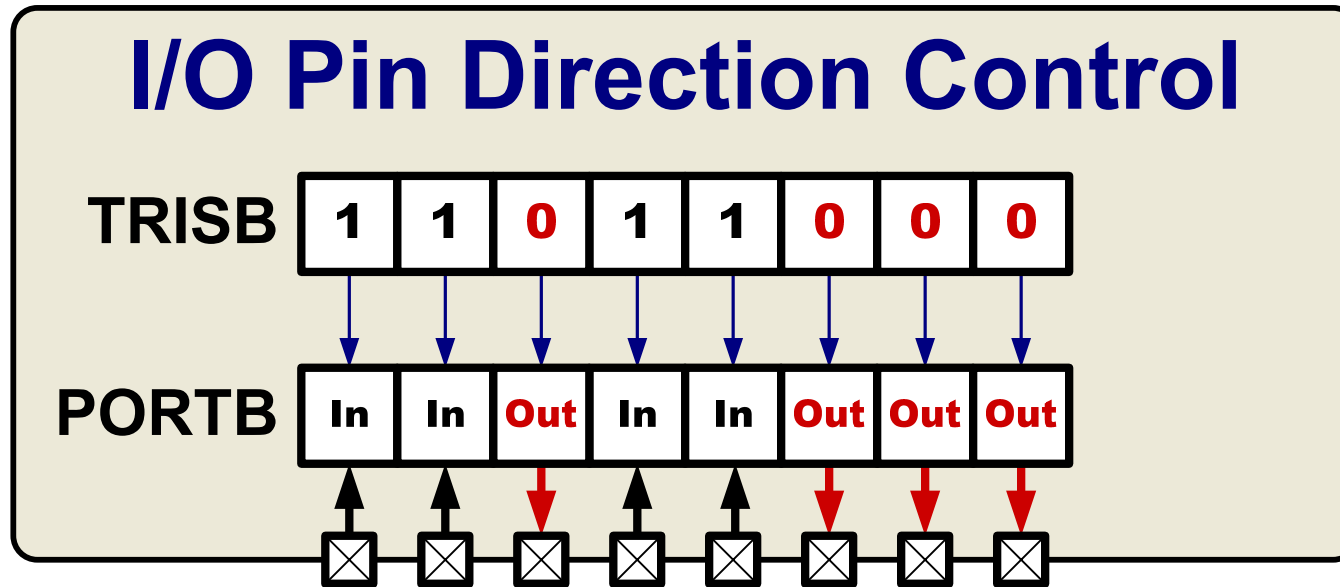 I/O Pin Direction Control
TRISB 1 1 0 1 1 0 0 0
PORTB In In Out In In Out Out Out